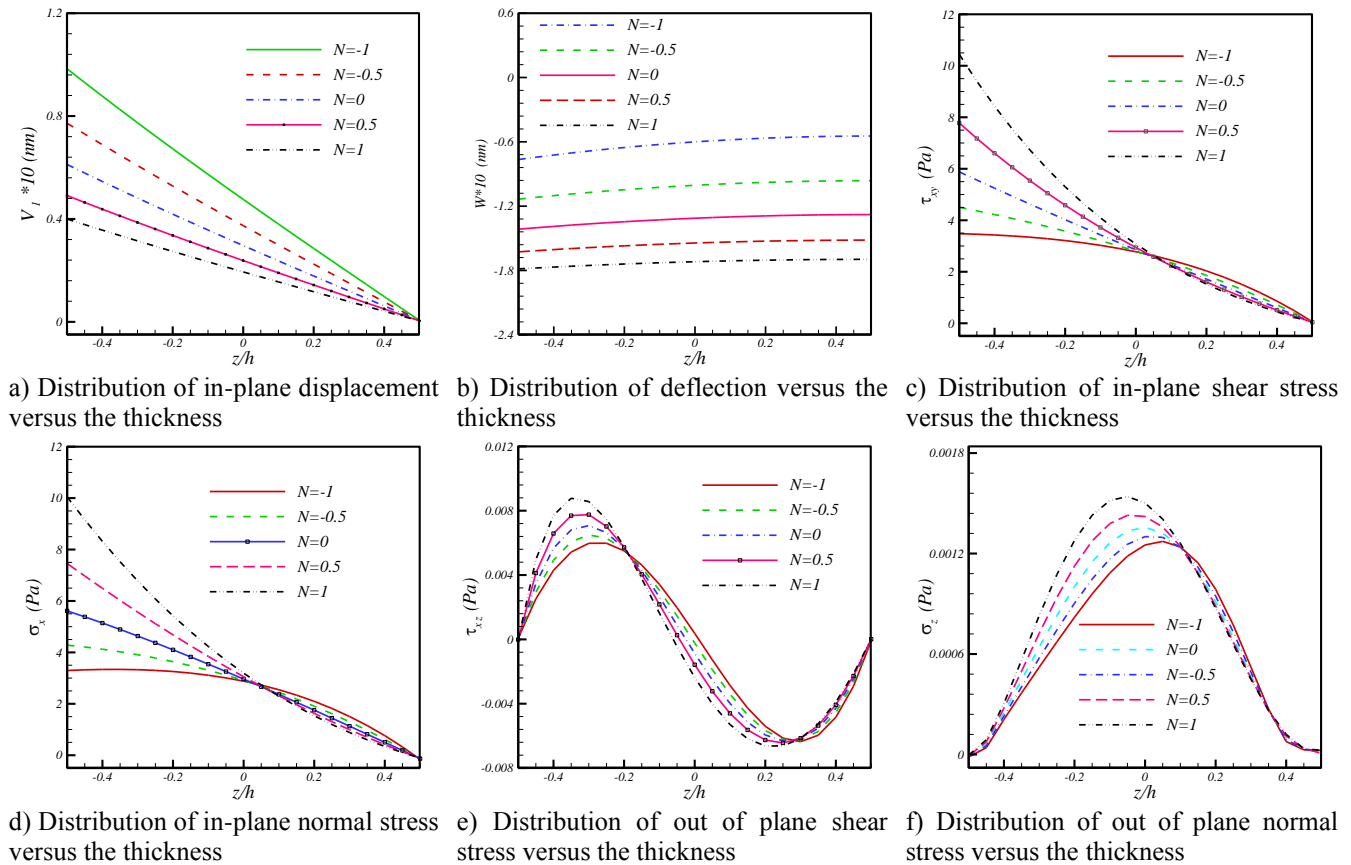 1.2
0.8
0.4
0
V_1 *10 (nm)
N=-1
N=-0.5
N=0
N=0.5
N=1
-0.4 -0.2 0 0.2 0.4
z/h
0.6
0
-0.6
-1.2
-1.8
-2.4
W*10 (nm)
N=-1
N=-0.5
N=0
N=0.5
N=1
-0.4 -0.2 0 0.2 0.4
z/h
12
10
8
6
4
2
0
τ_xy (Pa)
N=-1
N=-0.5
N=0
N=0.5
N=1
-0.4 -0.2 0 0.2 0.4
z/h
a) Distribution of in-plane displacement
versus the thickness
b) Distribution of deflection versus the
thickness
c) Distribution of in-plane shear stress
versus the thickness
12
10
8
6
4
2
0
σ_x (Pa)
N=-1
N=-0.5
N=0
N=0.5
N=1
-0.4 -0.2 0 0.2 0.4
z/h
0.012
0.008
0.004
0
-0.004
-0.008
τ_xz (Pa)
N=-1
N=-0.5
N=0
N=0.5
N=1
-0.4 -0.2 0 0.2 0.4
z/h
0.0018
0.0012
0.0006
0
σ_z (Pa)
N=-1
N=0
N=-0.5
N=0.5
N=1
-0.4 -0.2 0 0.2 0.4
z/h
d) Distribution of in-plane normal stress
versus the thickness
e) Distribution of out of plane shear
stress versus the thickness
f) Distribution of out of plane normal
stress versus the thickness